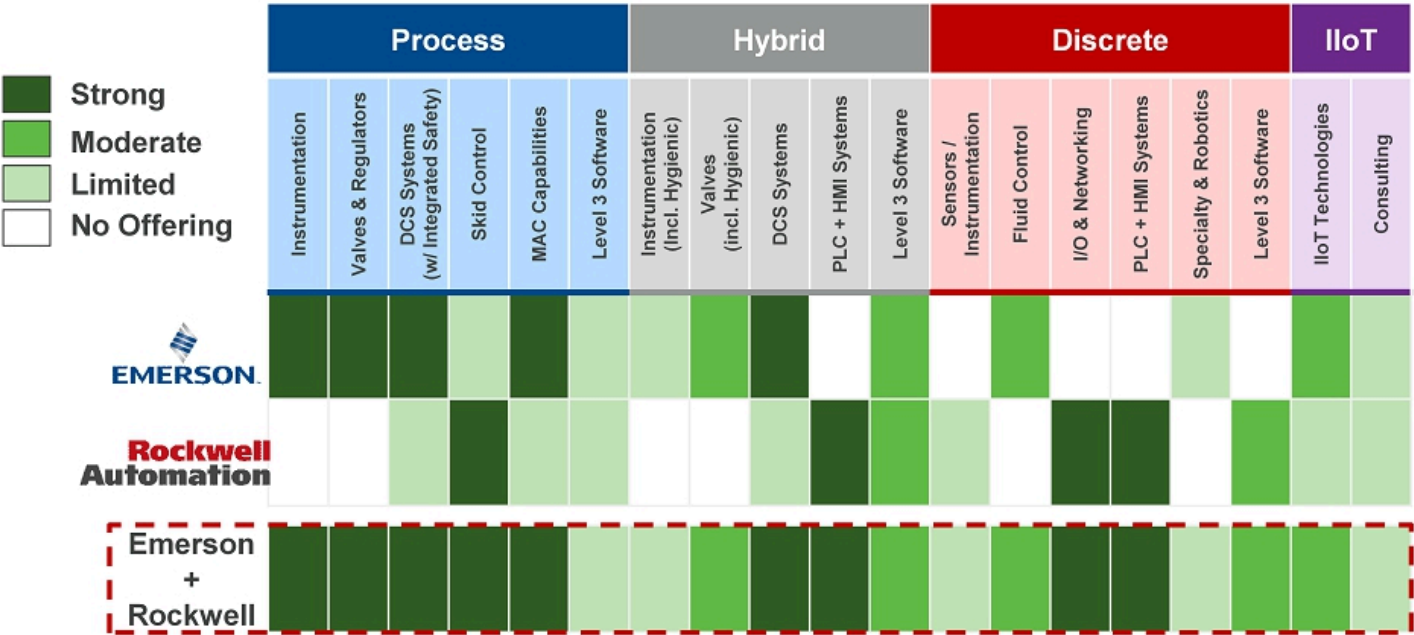 Process
Hybrid
Discrete
IIoT
Strong
Moderate
Limited
No Offering
Instrumentation
Valves & Regulators
DCS Systems
(w/ Integrated Safety)
Skid Control
MAC Capabilities
Level 3 Software
Instrumentation
(Incl. Hygienic)
Valves
(incl. Hygienic)
DCS Systems
PLC + HMI Systems
Level 3 Software
Sensors /
Instrumentation
Fluid Control
I/O & Networking
PLC + HMI Systems
Specialty & Robotics
Level 3 Software
IIoT Technologies
Consulting
EMERSON™
Rockwell
Automation
Emerson
+
Rockwell